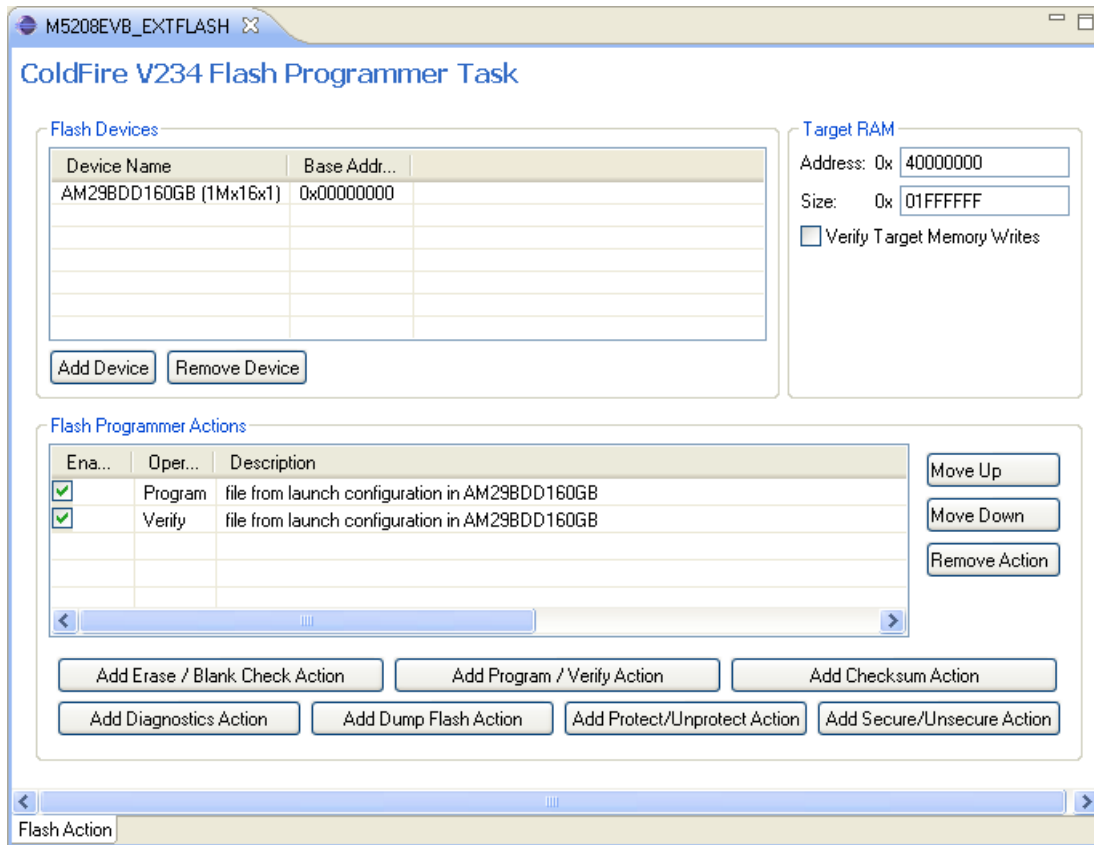 M5208EVB_EXTFLASH
ColdFire V234 Flash Programmer Task
Flash Devices
Device Name Base Addr...
AM29BDD160GB (1Mx16x1) 0x00000000
Add Device Remove Device
Target RAM
Address: 0x 40000000
Size: 0x 01FFFFFF
Verify Target Memory Writes
Flash Programmer Actions
Ena... Oper... Description
Program file from launch configuration in AM29BDD160GB
Verify file from launch configuration in AM29BDD160GB
Move Up
Move Down
Remove Action
Add Erase / Blank Check Action Add Program / Verify Action Add Checksum Action
Add Diagnostics Action Add Dump Flash Action Add Protect/Unprotect Action Add Secure/Unsecure Action
Flash Action